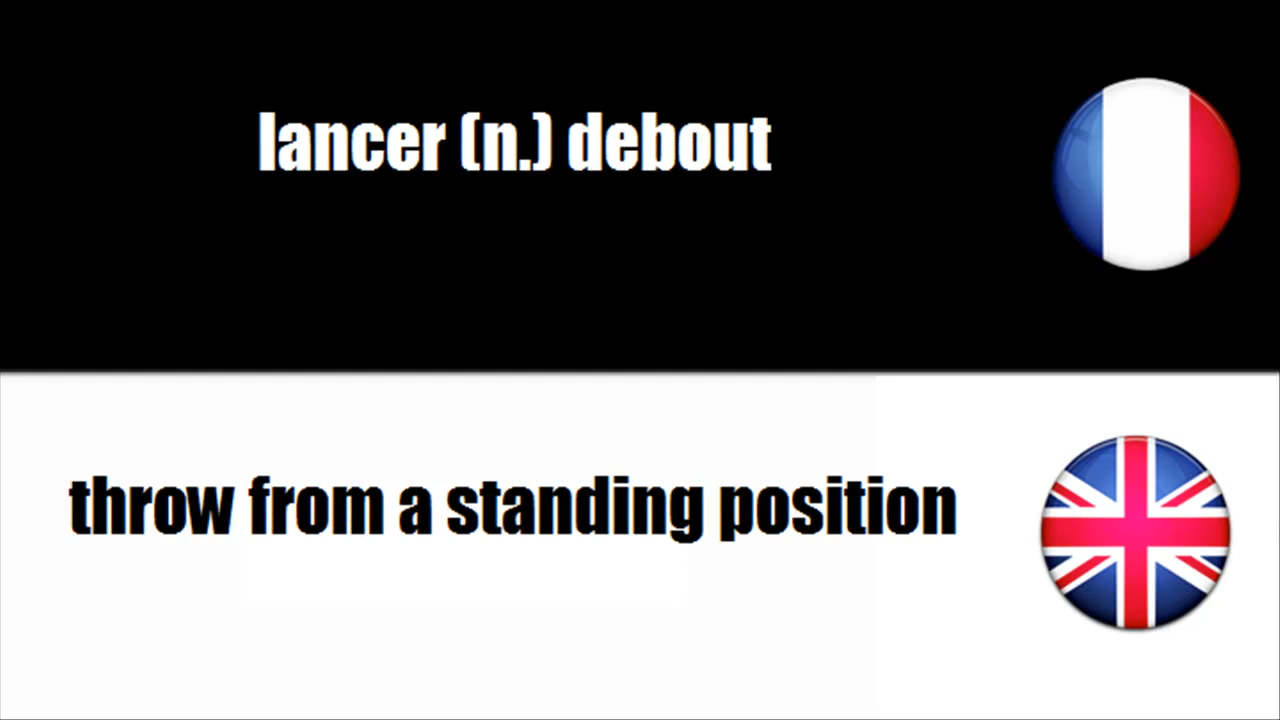 lancer (n.) debout
throw from a standing position